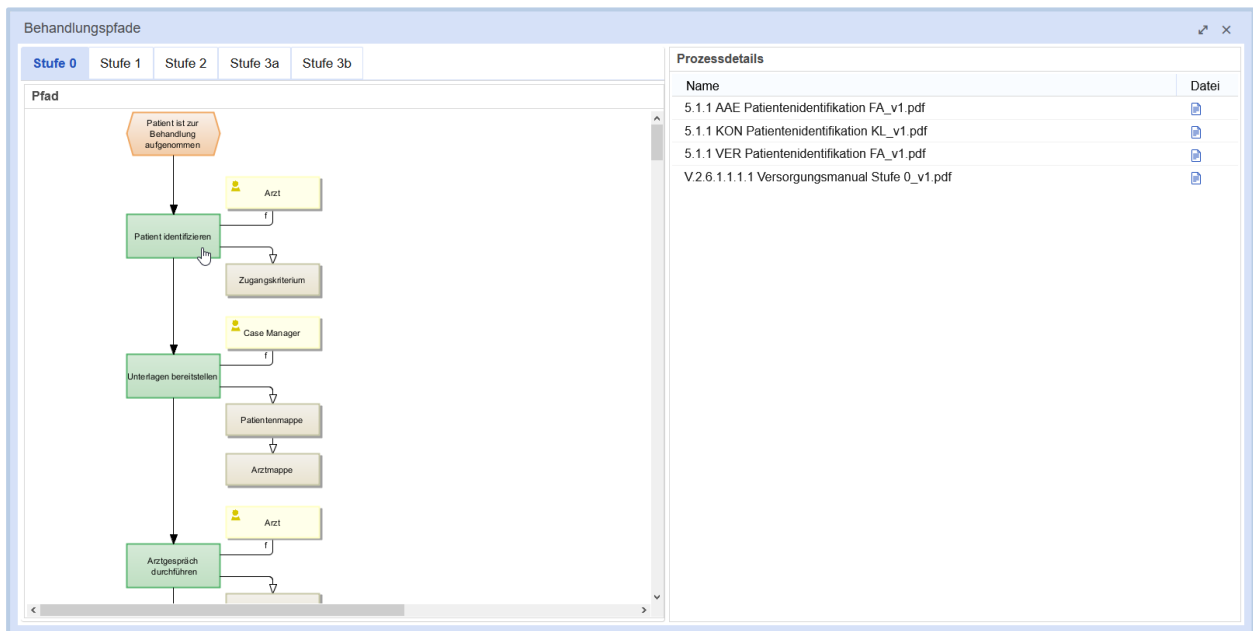 Behandlungspfade
Stufe 0
Stufe 1
Stufe 2
Stufe 3a
Stufe 3b
Pfad
Patient ist zur
Behandlung
aufgenommen
Arzt
f
Patient identifizieren
Zugangskriterium
Case Manager
f
Unterlagen bereitstellen
Patientenmappe
Arztmappe
Arzt
f
Arztgespräch
durchführen
Prozessdetails
Name
Datei
5.1.1 AAE Patientenidentifikation FA_v1.pdf
5.1.1 KON Patientenidentifikation KL_v1.pdf
5.1.1 VER Patientenidentifikation FA_v1.pdf
V.2.6.1.1.1.1 Versorgungsmanual Stufe 0_v1.pdf